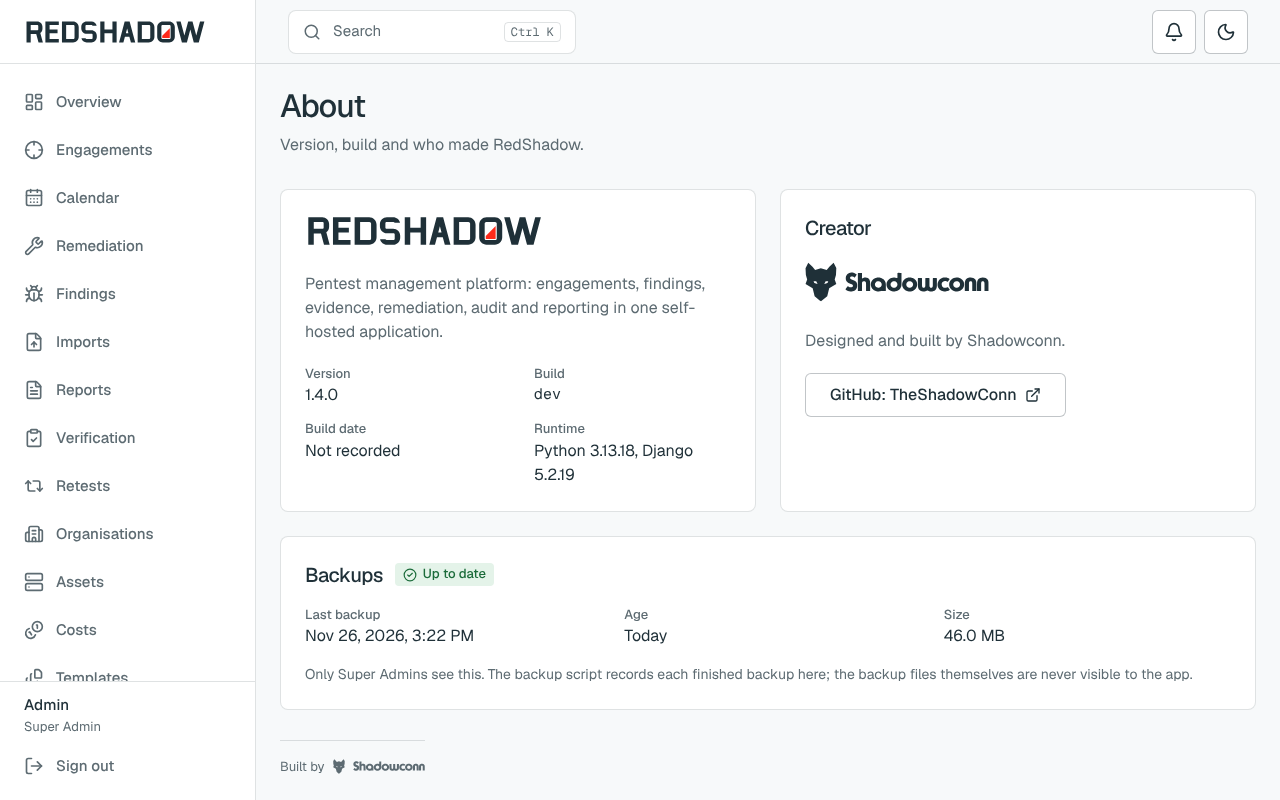 REDSHADOW
Search
Ctrl K
Overview
Engagements
Calendar
Remediation
Findings
Imports
Reports
Verification
Retests
Organisations
Assets
Costs
Templates
Admin
Super Admin
Sign out
About
Version, build and who made RedShadow.
REDSHADOW
Pentest management platform: engagements, findings,
evidence, remediation, audit and reporting in one self-
hosted application.
Version
1.4.0
Build
dev
Build date
Not recorded
Runtime
Python 3.13.18, Django
5.2.19
Creator
Shadowconn
Designed and built by Shadowconn.
GitHub: TheShadowConn
Backups
Up to date
Last backup
Nov 26, 2026, 3:22 PM
Age
Today
Size
46.0 MB
Only Super Admins see this. The backup script records each finished backup here; the backup files themselves are never visible to the app.
Built by Shadowconn